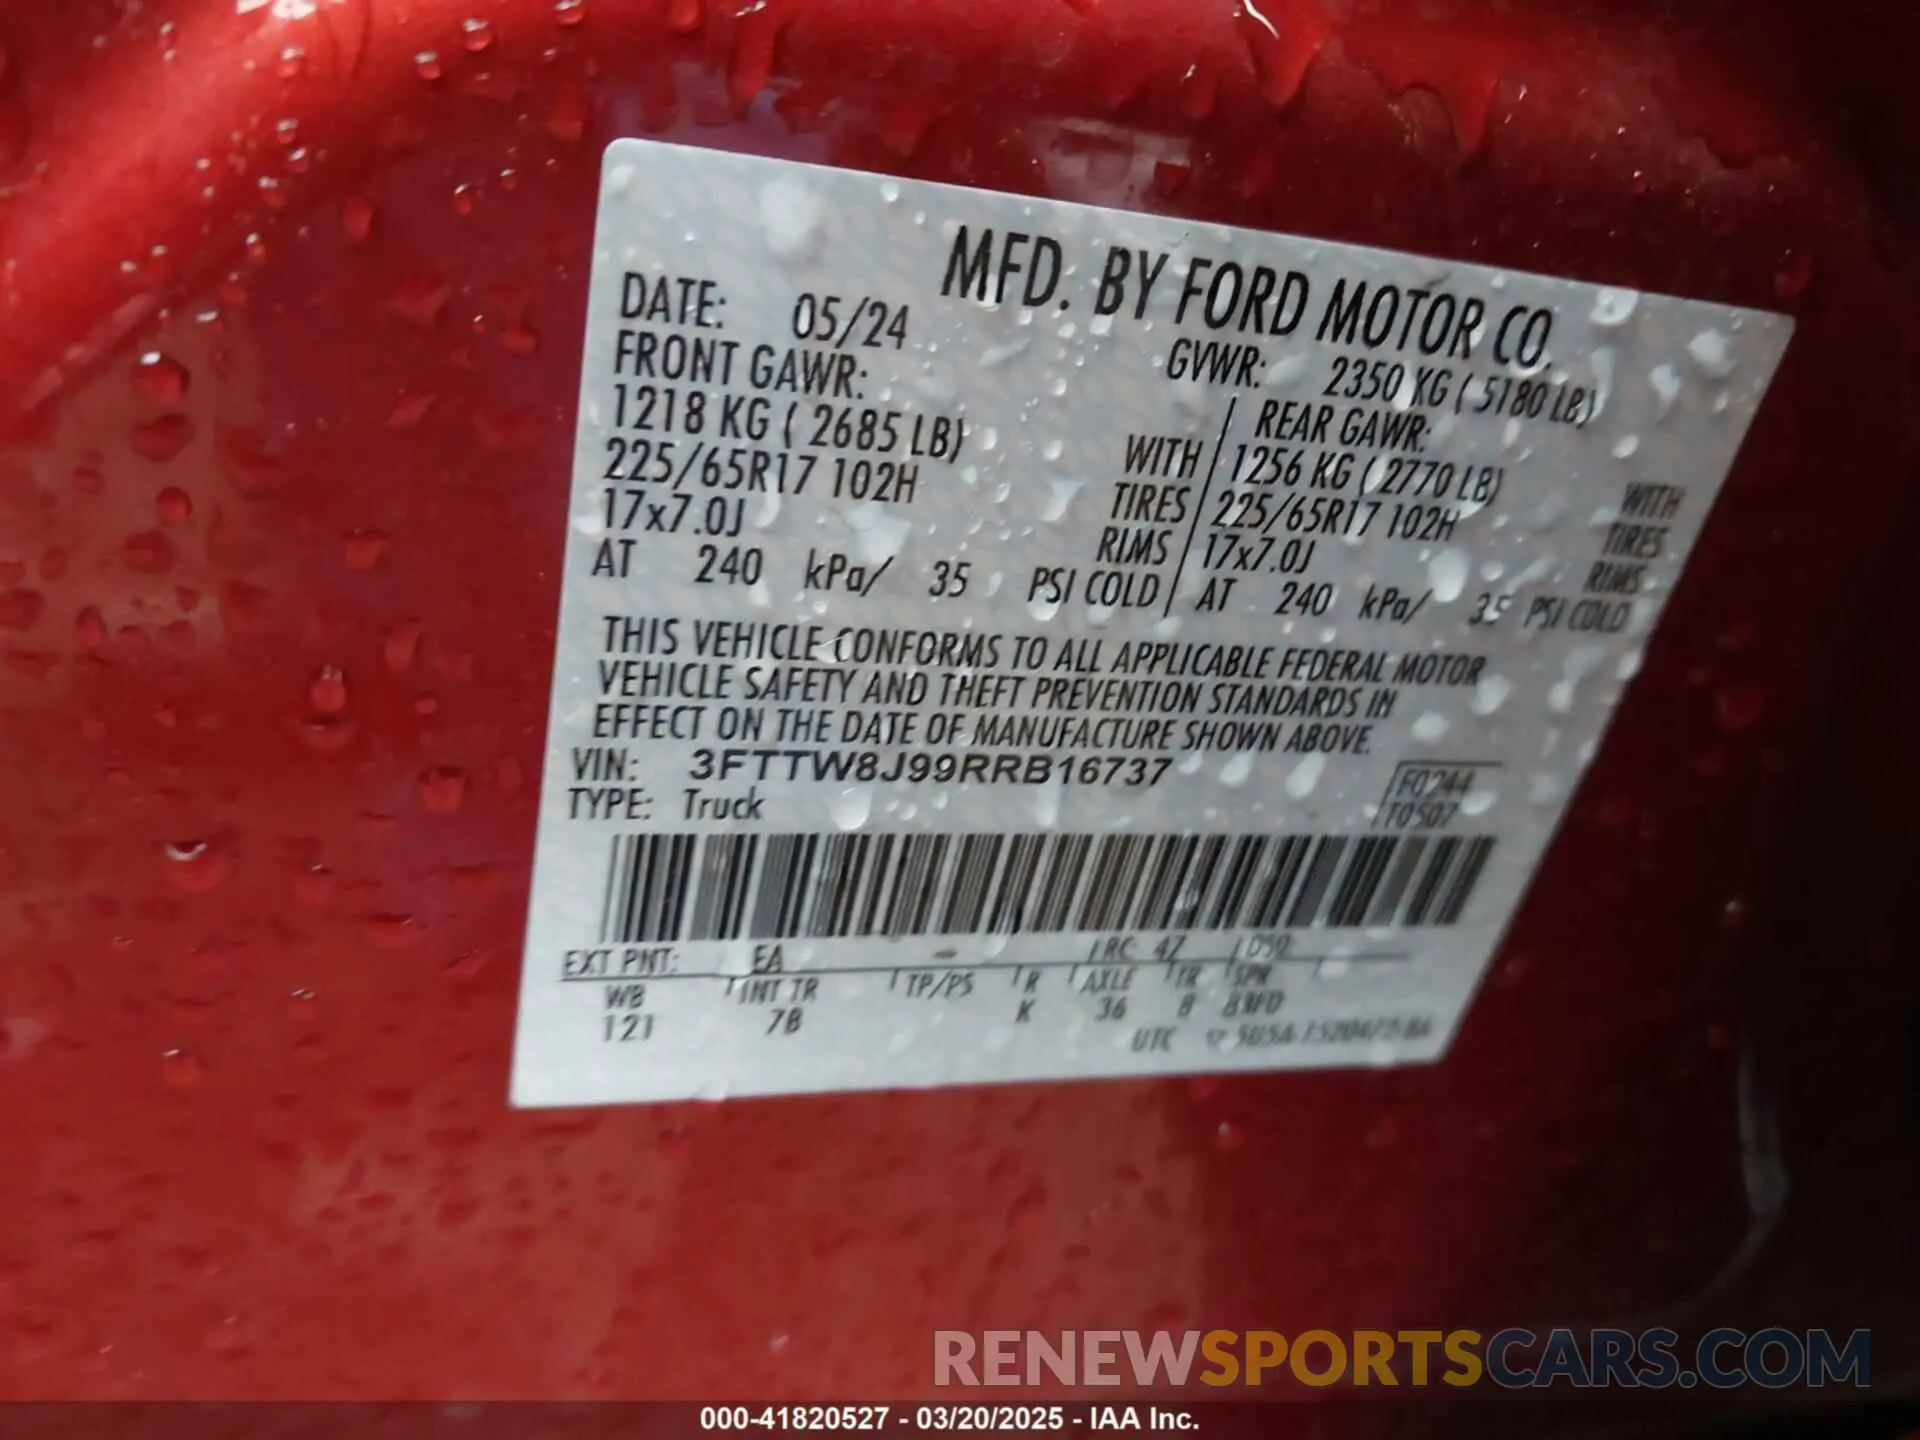 MFD. BY FORD MOTOR CO.
DATE: 05/24 GVWR: 2350 KG ( 5180 LB)
FRONT GAWR: REAR GAWR:
1218 KG ( 2685 LB) WITH 1256 KG ( 2770 LB) WITH
225/65R17 102H TIRES 225/65R17 102H TIRES
17x7.0J RIMS 17x7.0J RIMS
AT 240 kPa/ 35 PSI COLD AT 240 kPa/ 35 PSI COLD
THIS VEHICLE CONFORMS TO ALL APPLICABLE FEDERAL MOTOR
VEHICLE SAFETY AND THEFT PREVENTION STANDARDS IN
EFFECT ON THE DATE OF MANUFACTURE SHOWN ABOVE.
VIN: 3FTTW8J99RRB16737
TYPE: Truck
F0244
T0507
EXT PNT: EA RC: 47 DSO:
WB INT TR TP/PS R AXLE TR SPR
121 7B K 36 8
UTC
RENEWSPORTSCARS.COM
000-41820527 - 03/20/2025 - IAA Inc.